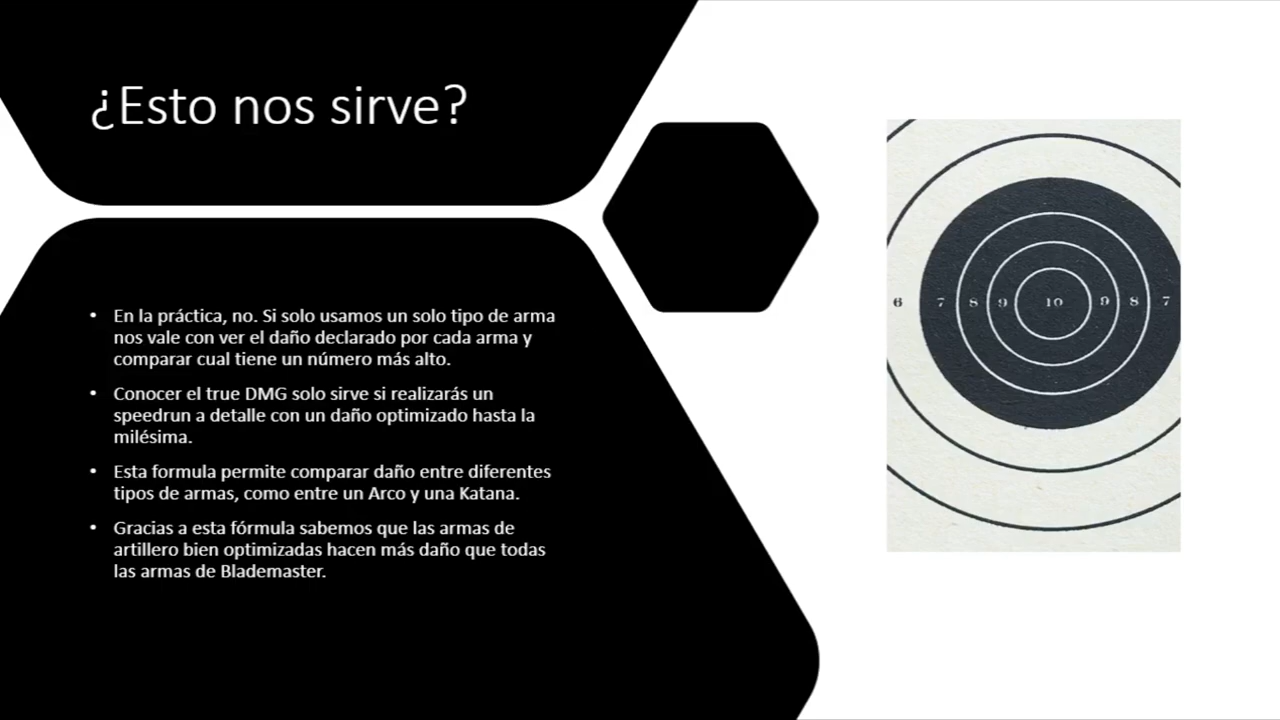 ¿Esto nos sirve?
• En la práctica, no. Si solo usamos un solo tipo de arma
nos vale con ver el daño declarado por cada arma y
comparar cual tiene un número más alto.
• Conocer el true DMG solo sirve si realizarás un
speedrun a detalle con un daño optimizado hasta la
milésima.
• Esta formula permite comparar daño entre diferentes
tipos de armas, como entre un Arco y una Katana.
• Gracias a esta fórmula sabemos que las armas de
artillero bien optimizadas hacen más daño que todas
las armas de Blademaster.
6 7 8 9 10 9 8 7